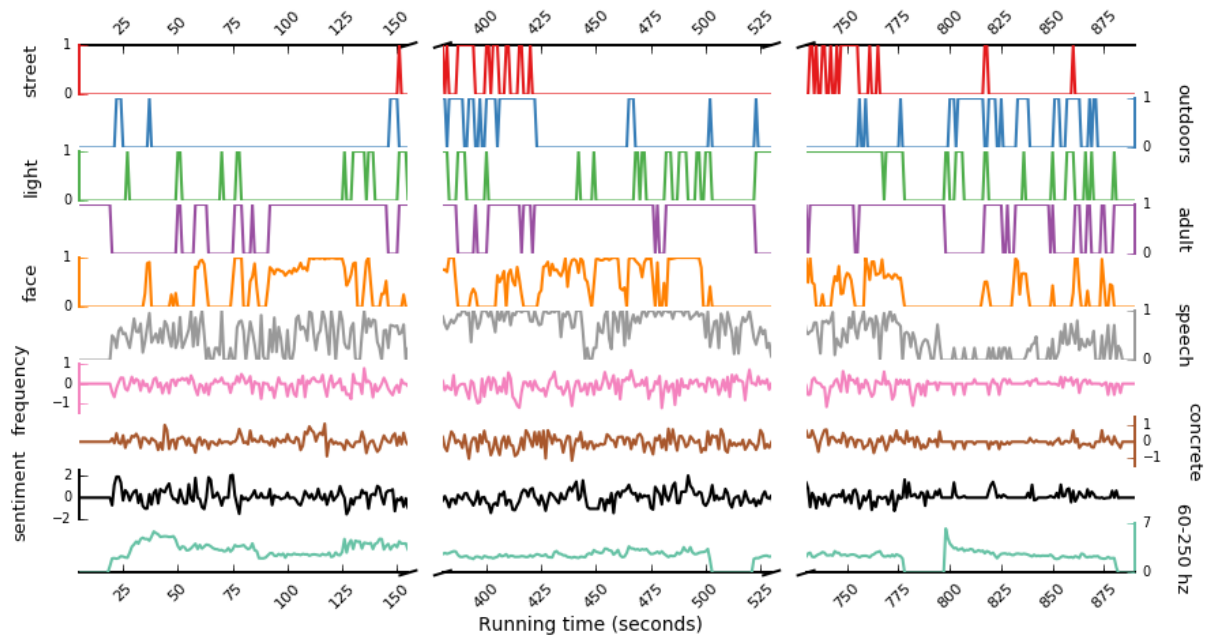 25 50 75 100 125 150 400 425 450 475 500 525 750 775 800 825 850 875
street 1 0
outdoors 1 0
light 1 0
adult 1 0
face 1 0
speech 1 0
frequency 1 0 −1
concrete 1 0 −1
sentiment 2 0 −2
60-250 hz 7 0
25 50 75 100 125 150 400 425 450 475 500 525 750 775 800 825 850 875
Running time (seconds)